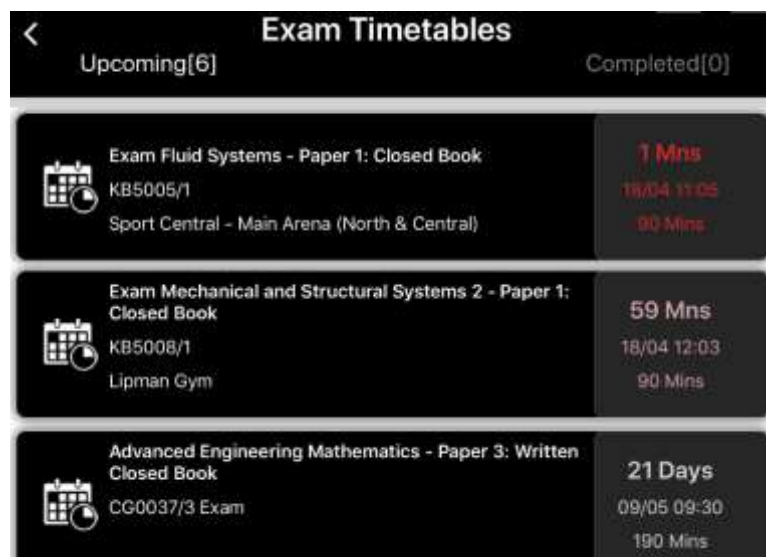 Exam Timetables
Upcoming[6]
Completed[0]
Exam Fluid Systems - Paper 1: Closed Book
KB5005/1
Sport Central - Main Arena (North & Central)
1 Mns
18/04 11:05
90 Mins
Exam Mechanical and Structural Systems 2 - Paper 1:
Closed Book
KB5008/1
Lipman Gym
59 Mns
18/04 12:03
90 Mins
Advanced Engineering Mathematics - Paper 3: Written
Closed Book
CG0037/3 Exam
21 Days
09/05 09:30
190 Mins